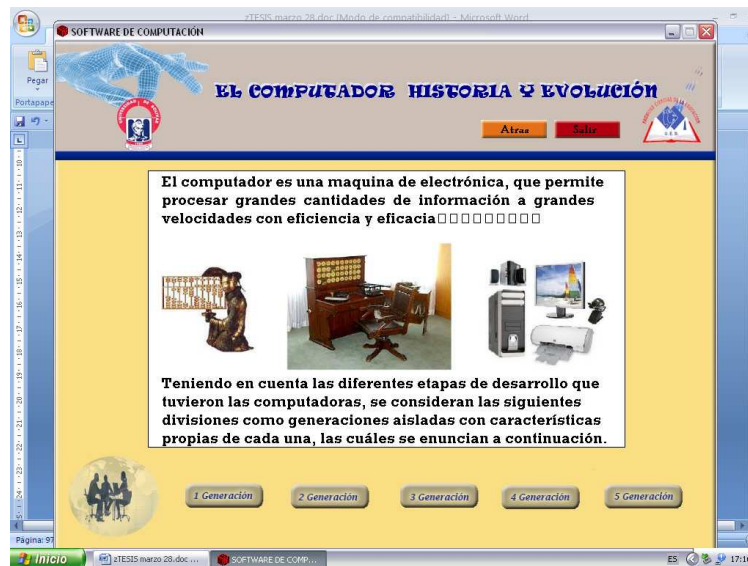 zTESIS marzo 28.doc [Modo de compatibilidad] - Microsoft Word
SOFTWARE DE COMPUTACIÓN
Pegar
Portapape
EL COMPUTADOR HISTORIA Y EVOLUCIÓN
Atras
Salir
El computador es una maquina de electrónica, que permite
procesar grandes cantidades de información a grandes
velocidades con eficiencia y eficacia□□□□□□□□□
Teniendo en cuenta las diferentes etapas de desarrollo que
tuvieron las computadoras, se consideran las siguientes
divisiones como generaciones aisladas con características
propias de cada una, las cuáles se enuncian a continuación.
1 Generación
2 Generación
3 Generación
4 Generación
5 Generación
Página: 97
Inicio
zTESIS marzo 28.doc ...
SOFTWARE DE COMP...
ES
17:16